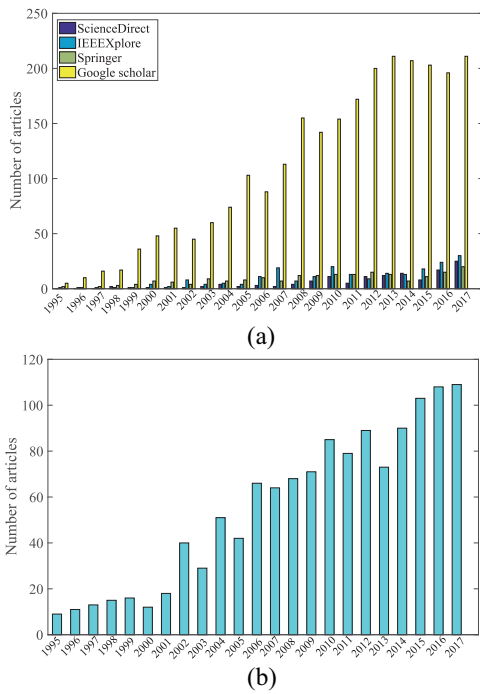 ScienceDirect
IEEEXplore
Springer
Google scholar
Number of articles
250
200
150
100
50
0
1995 1996 1997 1998 1999 2000 2001 2002 2003 2004 2005 2006 2007 2008 2009 2010 2011 2012 2013 2014 2015 2016 2017
(a)
Number of articles
120
100
80
60
40
20
0
1995 1996 1997 1998 1999 2000 2001 2002 2003 2004 2005 2006 2007 2008 2009 2010 2011 2012 2013 2014 2015 2016 2017
(b)